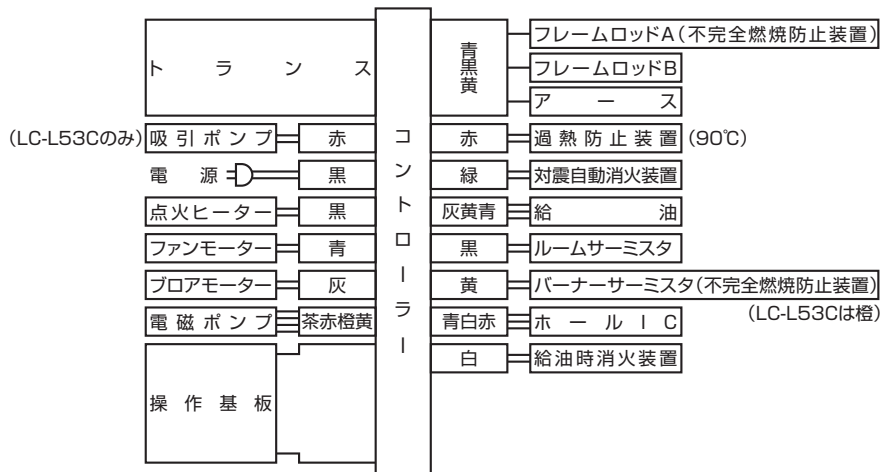 トランス
(LC-L53Cのみ) 吸引ポンプ 赤
電源 黒
点火ヒーター 黒
ファンモーター 青
ブロアモーター 灰
電磁ポンプ 茶赤橙黄
操作基板
コントローラー
青黒黄
フレームロッドA(不完全燃焼防止装置)
フレームロッドB
アース
赤 過熱防止装置 (90℃)
緑 対震自動消火装置
灰黄青 給油
黒 ルームサーミスタ
黄 バーナーサーミスタ(不完全燃焼防止装置)
(LC-L53Cは橙)
青白赤 ホールIC
白 給油時消火装置